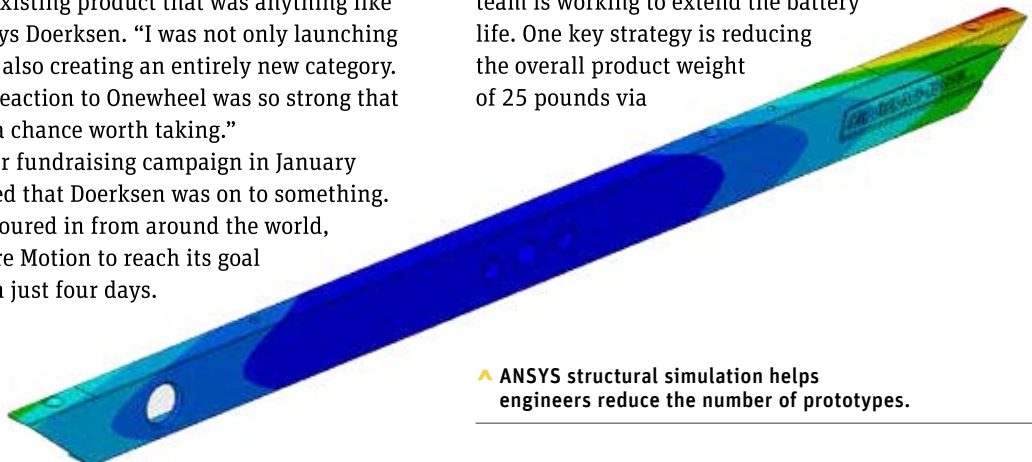 xisting product that was anything like
ys Doerksen. “I was not only launching
also creating an entirely new category.
eaction to Onewheel was so strong that
a chance worth taking.”
r fundraising campaign in January
ed that Doerksen was on to something.
oured in from around the world,
re Motion to reach its goal
n just four days.
team is working to extend the battery
life. One key strategy is reducing
the overall product weight
of 25 pounds via
^ ANSYS structural simulation helps
engineers reduce the number of prototypes.